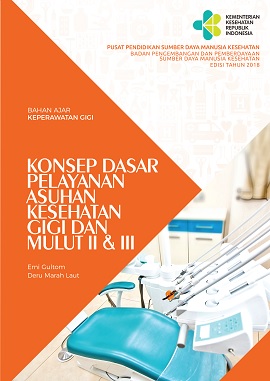 KEMENTERIAN
KESEHATAN
REPUBLIK
INDONESIA
PUSAT PENDIDIKAN SUMBER DAYA MANUSIA KESEHATAN
BADAN PENGEMBANGAN DAN PEMBERDAYAAN
SUMBER DAYA MANUSIA KESEHATAN
EDISI TAHUN 2018
BAHAN AJAR
KEPERAWATAN GIGI
KONSEP DASAR
PELAYANAN
ASUHAN
KESEHATAN
GIGI DAN
MULUT II & III
Erni Gultom
Deru Marah Laut